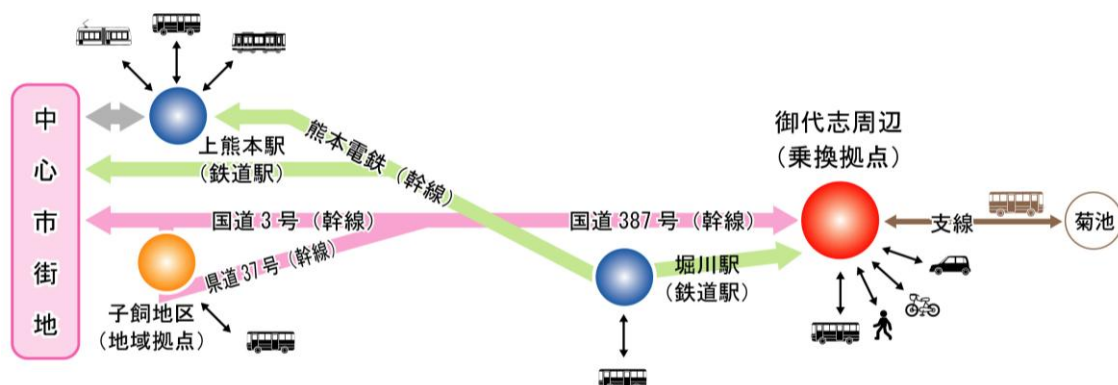 中心市街地
上熊本駅
（鉄道駅）
熊本電鉄（幹線）
御代志周辺
（乗換拠点）
国道3号（幹線）
国道387号（幹線）
支線
菊池
県道37号（幹線）
堀川駅
（鉄道駅）
子飼地区
（地域拠点）